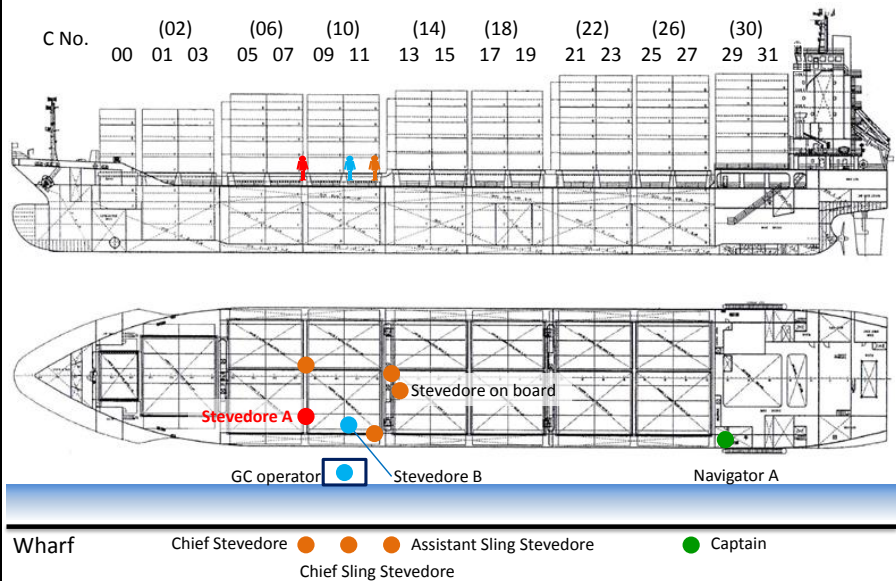 C No.
(02) (06) (10) (14) (18) (22) (26) (30)
00 01 03 05 07 09 11 13 15 17 19 21 23 25 27 29 31
Stevedore on board
Stevedore A
GC operator
Stevedore B
Navigator A
Wharf
Chief Stevedore
Assistant Sling Stevedore
Captain
Chief Sling Stevedore